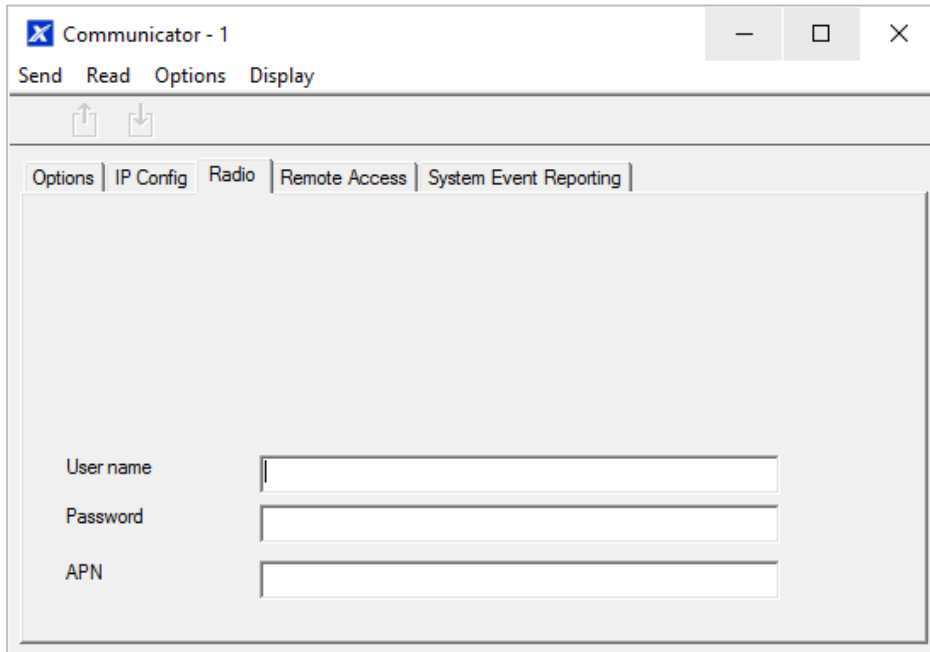 Communicator - 1
Send Read Options Display
Options IP Config Radio Remote Access System Event Reporting
User name
Password
APN